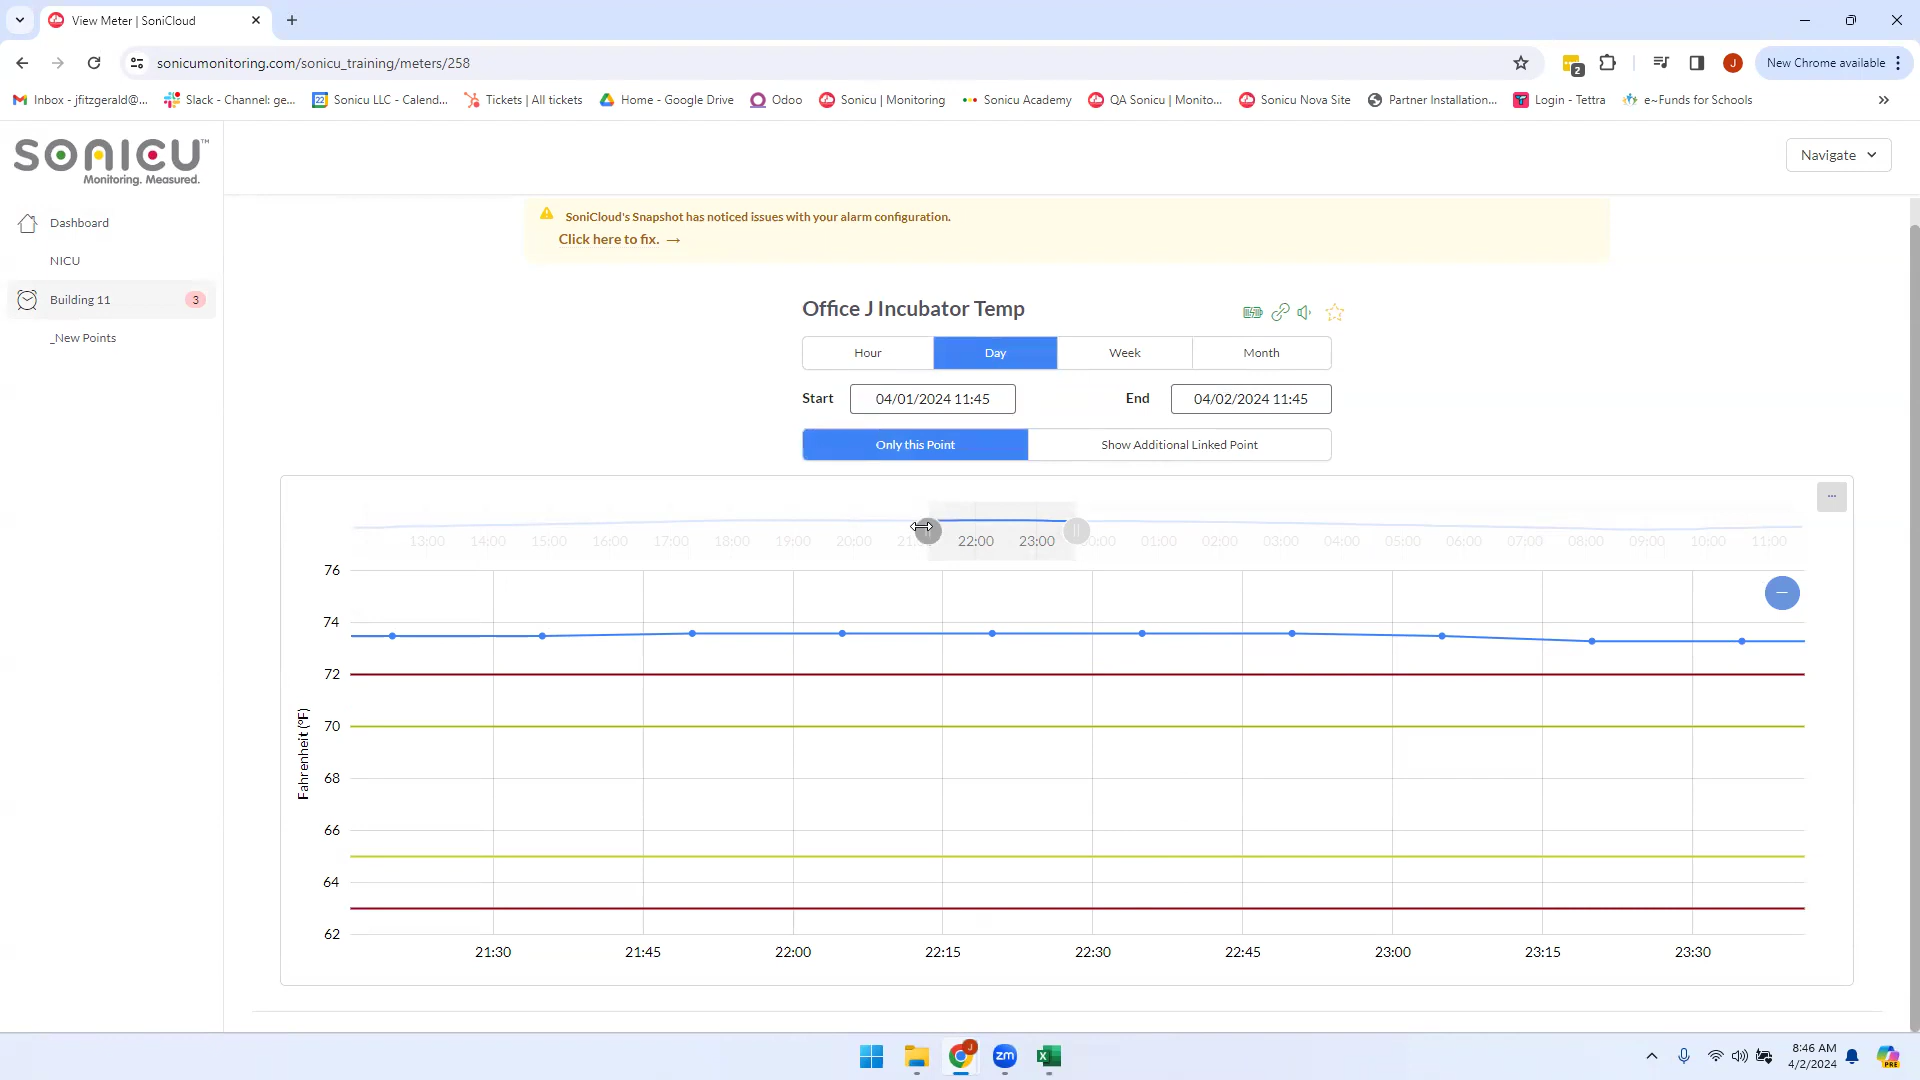 View Meter | SoniCloud
sonicumonitoring.com/sonicu_training/meters/258
2
J
New Chrome available
Inbox - jfitzgerald@...
Slack - Channel: ge...
22
Sonicu LLC - Calend...
Tickets | All tickets
Home - Google Drive
Odoo
Sonicu | Monitoring
Sonicu Academy
QA Sonicu | Monito...
Sonicu Nova Site
Partner Installation...
Login - Tettra
e~Funds for Schools
SONICU™
Monitoring. Measured.
Navigate
Dashboard
NICU
Building 11
3
_New Points
SoniCloud's Snapshot has noticed issues with your alarm configuration.
Click here to fix. →
Office J Incubator Temp
Hour
Day
Week
Month
Start
04/01/2024 11:45
End
04/02/2024 11:45
Only this Point
Show Additional Linked Point
...
13:00 14:00 15:00 16:00 17:00 18:00 19:00 20:00 22:00 23:00 01:00 02:00 03:00 04:00 05:00 06:00 07:00 08:00 09:00 10:00 11:00
76
74
72
70
68
66
64
62
Fahrenheit (°F)
21:30 21:45 22:00 22:15 22:30 22:45 23:00 23:15 23:30
J
zm
X
8:46 AM
4/2/2024
PRE